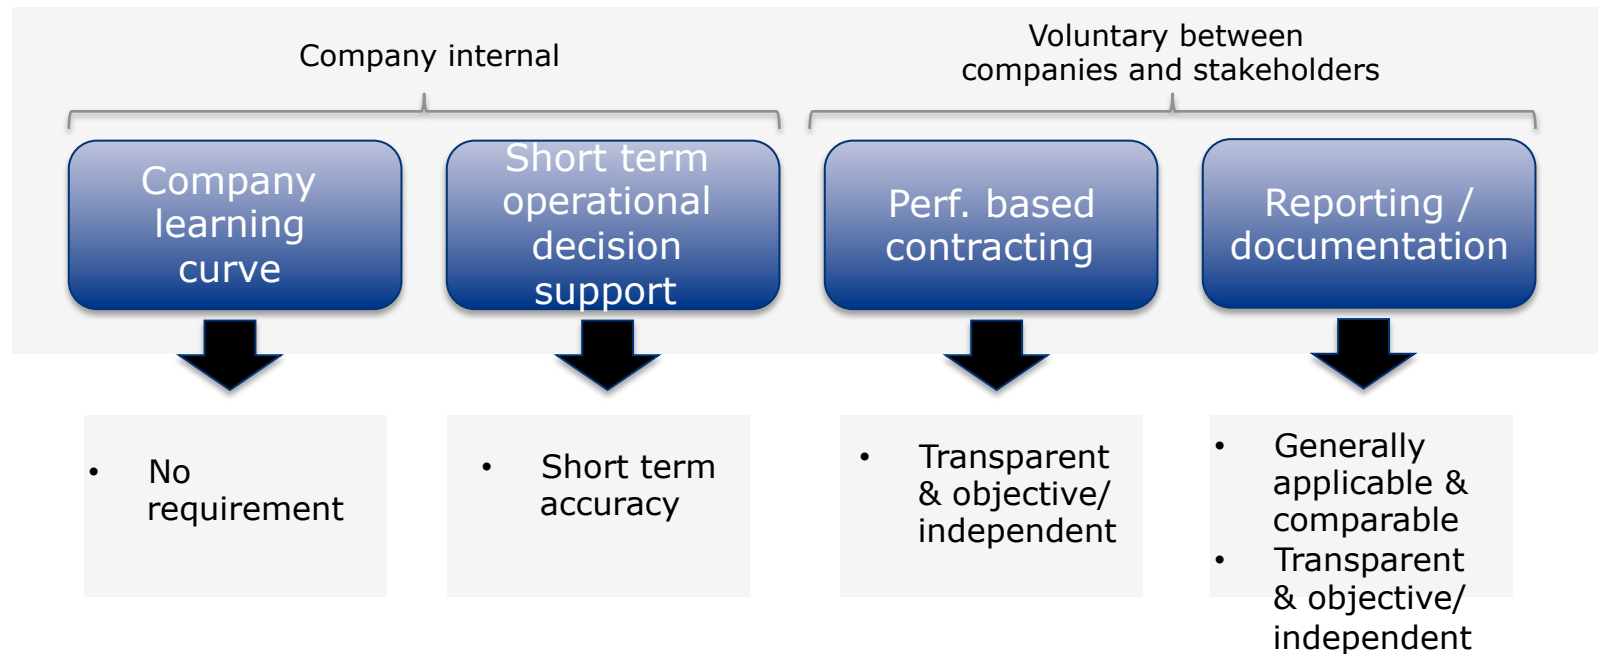 Company internal
Voluntary between
companies and stakeholders
Company
learning
curve
Short term
operational
decision
support
Perf. based
contracting
Reporting /
documentation
• No
requirement
• Short term
accuracy
• Transparent
& objective/
independent
• Generally
applicable &
comparable
• Transparent
& objective/
independent